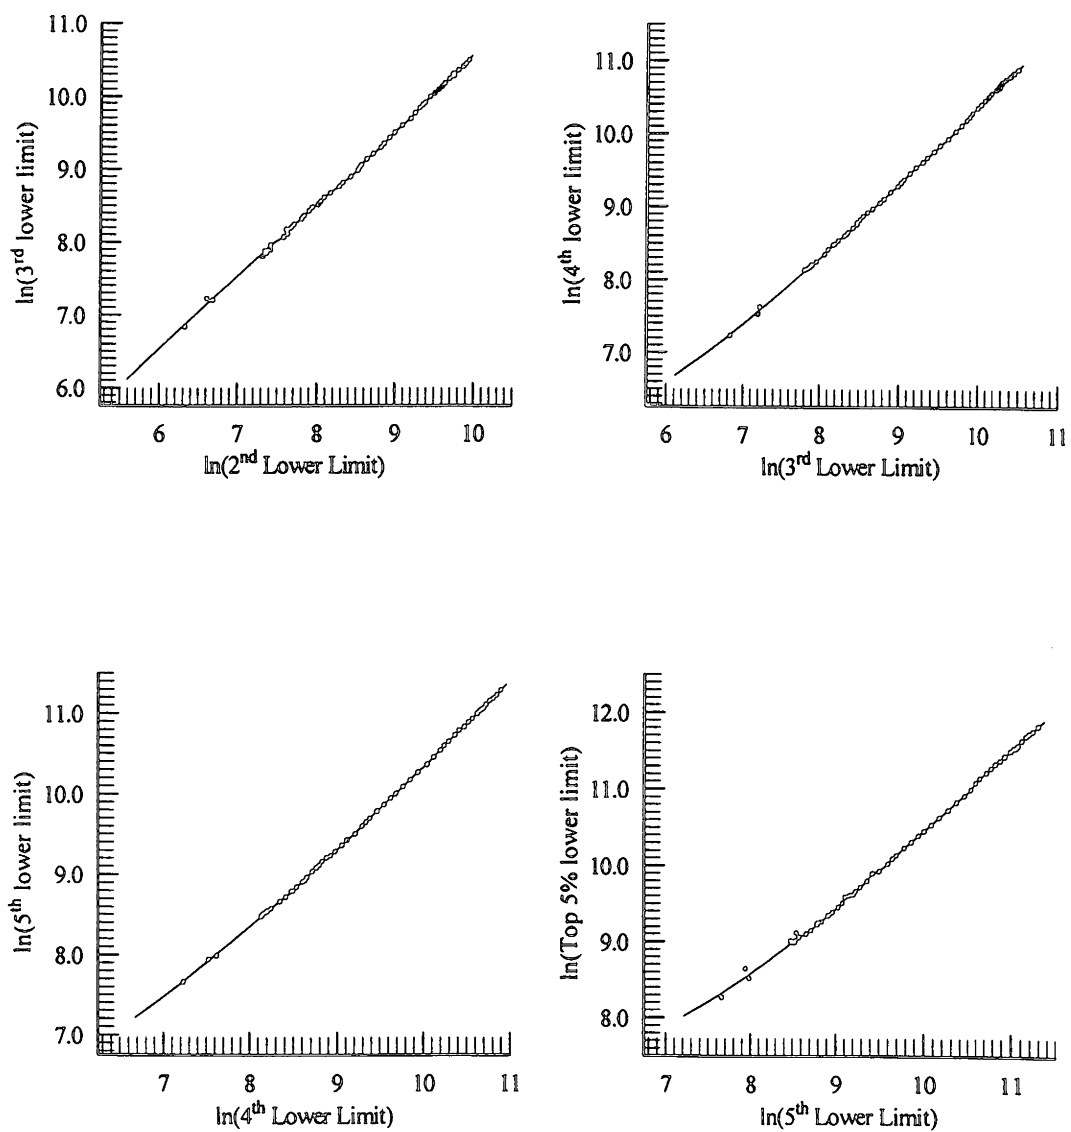 11.0
10.0
9.0
8.0
7.0
6.0
ln(3rd lower limit)
6 7 8 9 10
ln(2nd Lower Limit)
11.0
10.0
9.0
8.0
7.0
ln(4th lower limit)
6 7 8 9 10 11
ln(3rd Lower Limit)
11.0
10.0
9.0
8.0
7.0
ln(5th lower limit)
7 8 9 10 11
ln(4th Lower Limit)
12.0
11.0
10.0
9.0
8.0
ln(Top 5% lower limit)
7 8 9 10 11
ln(5th Lower Limit)